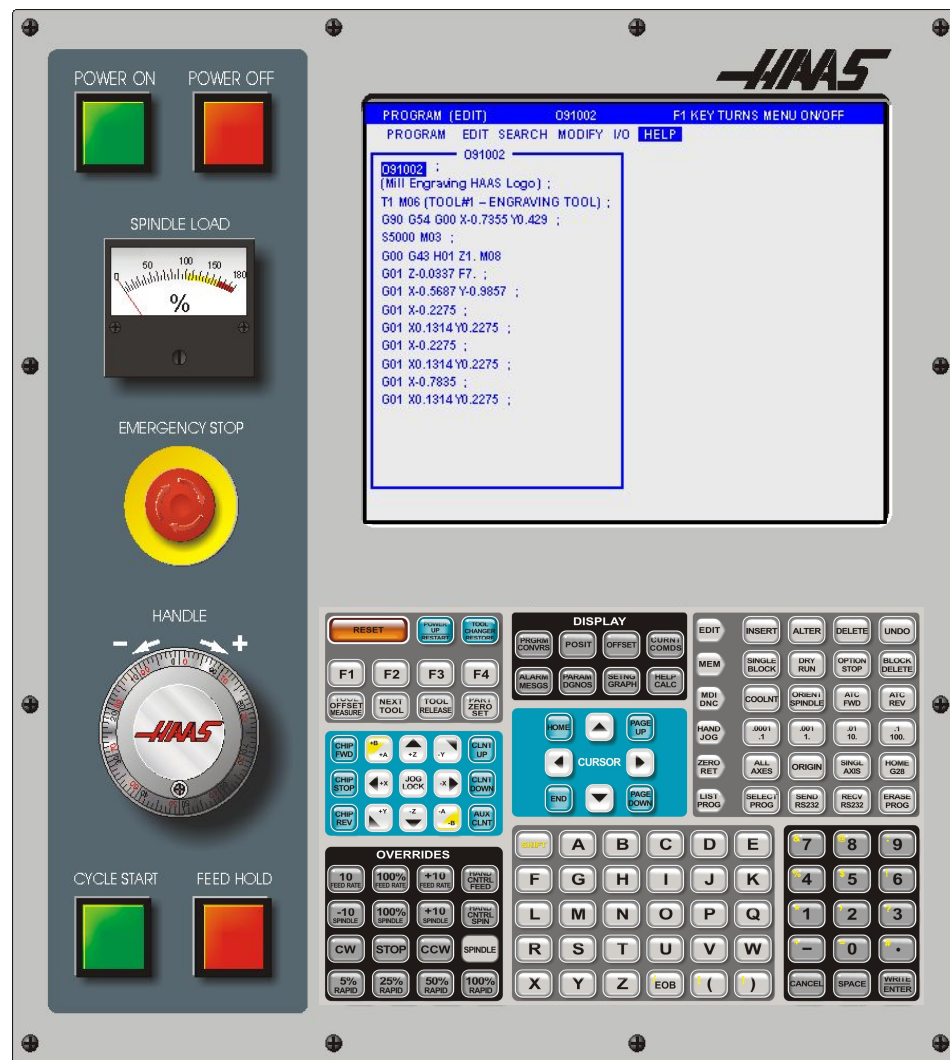 HAAS
POWER ON POWER OFF
PROGRAM (EDIT) O91002 F1 KEY TURNS MENU ON/OFF
PROGRAM EDIT SEARCH MODIFY I/O HELP
O91002
O91002 ;
(Mill Engraving HAAS Logo) ;
T1 M06 (TOOL#1 – ENGRAVING TOOL) ;
G90 G54 G00 X-0.7355 Y0.429 ;
S5000 M03 ;
G00 G43 H01 Z1. M08
G01 Z-0.0337 F7. ;
G01 X-0.5687 Y-0.9857 ;
G01 X-0.2275 ;
G01 X0.1314 Y0.2275 ;
G01 X-0.2275 ;
G01 X0.1314 Y0.2275 ;
G01 X-0.7835 ;
G01 X0.1314 Y0.2275 ;
SPINDLE LOAD
0 50 100 150 180
%
EMERGENCY STOP
HANDLE
- +
HAAS
CYCLE START FEED HOLD
RESET
POWER UP RESTART
TOOL CHANGER RESTORE
F1 F2 F3 F4
TOOL OFFSET MEASURE
NEXT TOOL
TOOL RELEASE
PART ZERO SET
CHIP FWD
+B +A
+Z
-Y
CLNT UP
CHIP STOP
+X
JOG LOCK
-X
CLNT DOWN
CHIP REV
+Y
-Z
-A -B
AUX CLNT
OVERRIDES
10 FEED RATE
100% FEED RATE
+10 FEED RATE
HAND CNTRL FEED
-10 SPINDLE
100% SPINDLE
+10 SPINDLE
HAND CNTRL SPIN
CW STOP CCW SPINDLE
5% RAPID
25% RAPID
50% RAPID
100% RAPID
DISPLAY
PRGRM CONVRS
POSIT
OFFSET
CURNT COMDS
ALARM MESGS
PARAM DGNOS
SETNG GRAPH
HELP CALC
HOME
PAGE UP
CURSOR
END
PAGE DOWN
EDIT INSERT ALTER DELETE UNDO
MEM
SINGLE BLOCK
DRY RUN
OPTION STOP
BLOCK DELETE
MDI DNC
COOLNT
ORIENT SPINDLE
ATC FWD
ATC REV
HAND JOG
.0001 .1
.001 1.
.01 10.
.1 100.
ZERO RET
ALL AXES
ORIGIN
SINGL AXIS
HOME G28
LIST PROG
SELECT PROG
SEND RS232
RECV RS232
ERASE PROG
SHIFT A B C D E
F G H I J K
L M N O P Q
R S T U V W
X Y Z EOB ( )
7 8 9
4 5 6
1 2 3
- 0 .
CANCEL SPACE WRITE ENTER